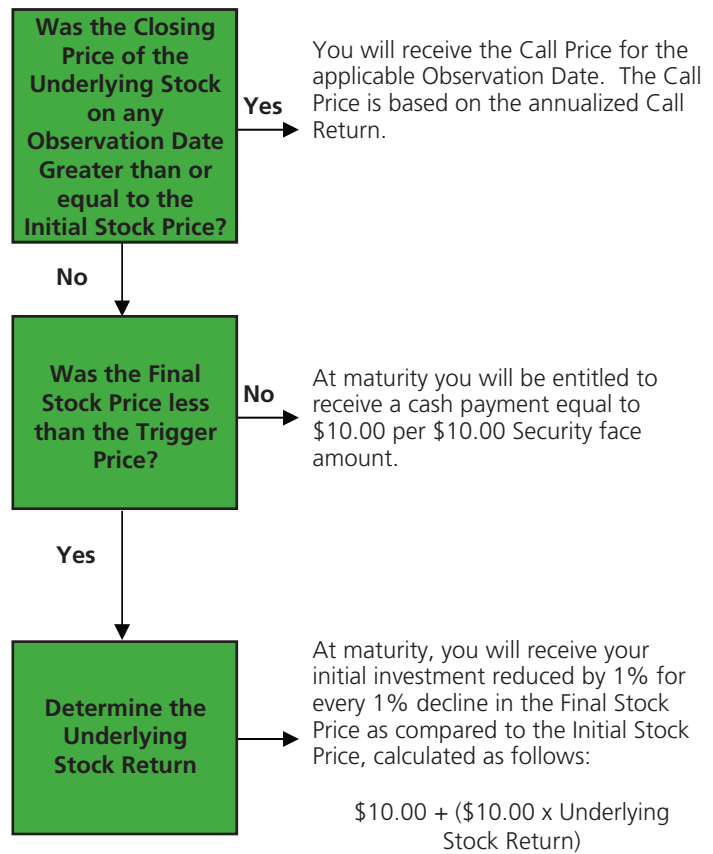 Was the Closing
Price of the
Underlying Stock
on any
Observation Date
Greater than or
equal to the
Initial Stock Price?
Yes
You will receive the Call Price for the
applicable Observation Date.  The Call
Price is based on the annualized Call
Return.
No
Was the Final
Stock Price less
than the Trigger
Price?
No
At maturity you will be entitled to
receive a cash payment equal to
$10.00 per $10.00 Security face
amount.
Yes
Determine the
Underlying
Stock Return
At maturity, you will receive your
initial investment reduced by 1% for
every 1% decline in the Final Stock
Price as compared to the Initial Stock
Price, calculated as follows:
$10.00 + ($10.00 x Underlying
Stock Return)